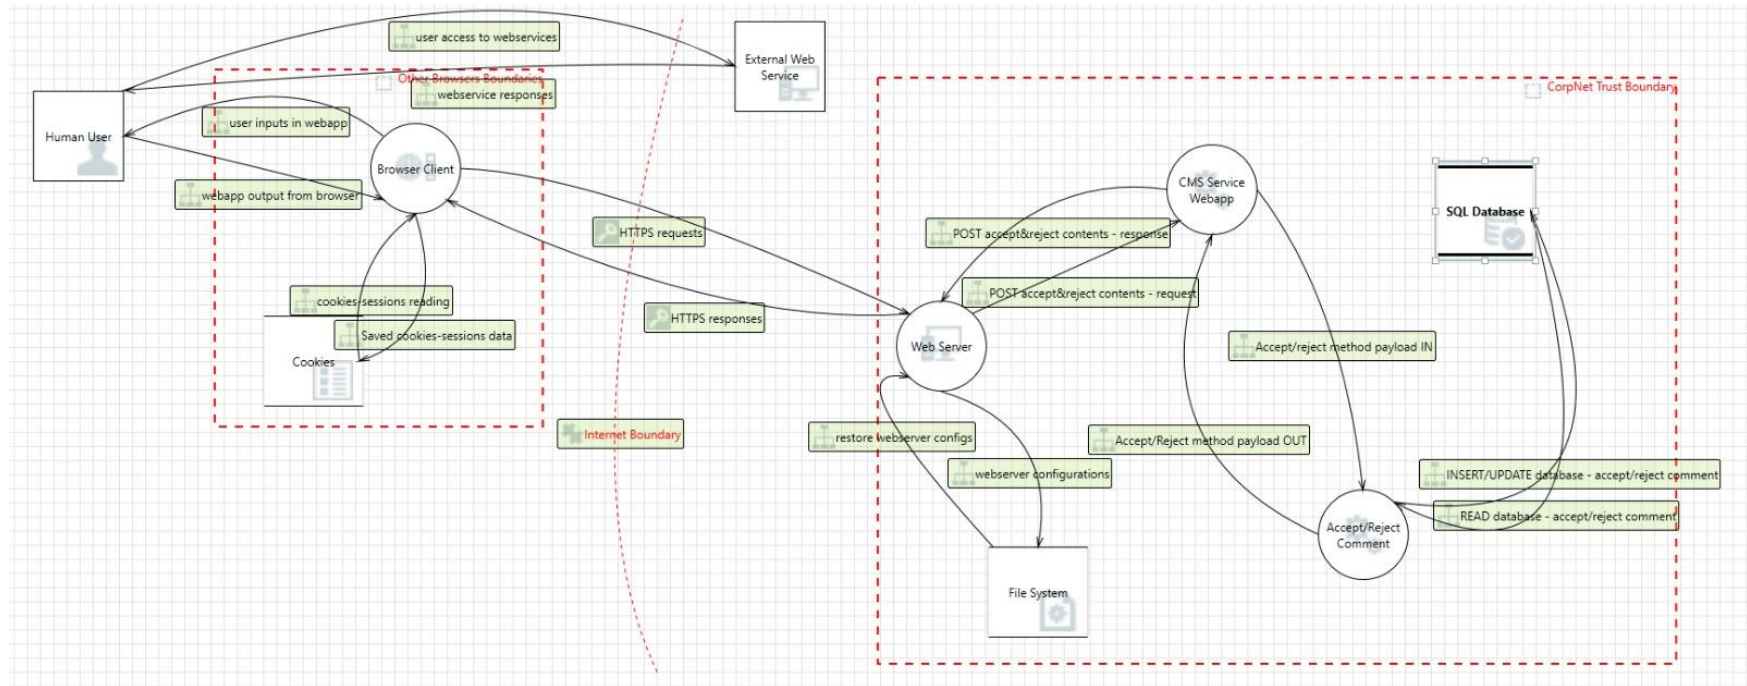 user access to webservices
External Web
Service
Other Browsers Boundaries
webservice responses
CorpNet Trust Boundary
Human User
user inputs in webapp
Browser Client
webapp output from browser
CMS Service
Webapp
SQL Database
HTTPS requests
POST accept&reject contents - response
POST accept&reject contents - request
cookies-sessions reading
Saved cookies-sessions data
HTTPS responses
Cookies
Web Server
Accept/reject method payload IN
Internet Boundary
restore webserver configs
Accept/Reject method payload OUT
webserver configurations
INSERT/UPDATE database - accept/reject comment
READ database - accept/reject comment
Accept/Reject
Comment
File System